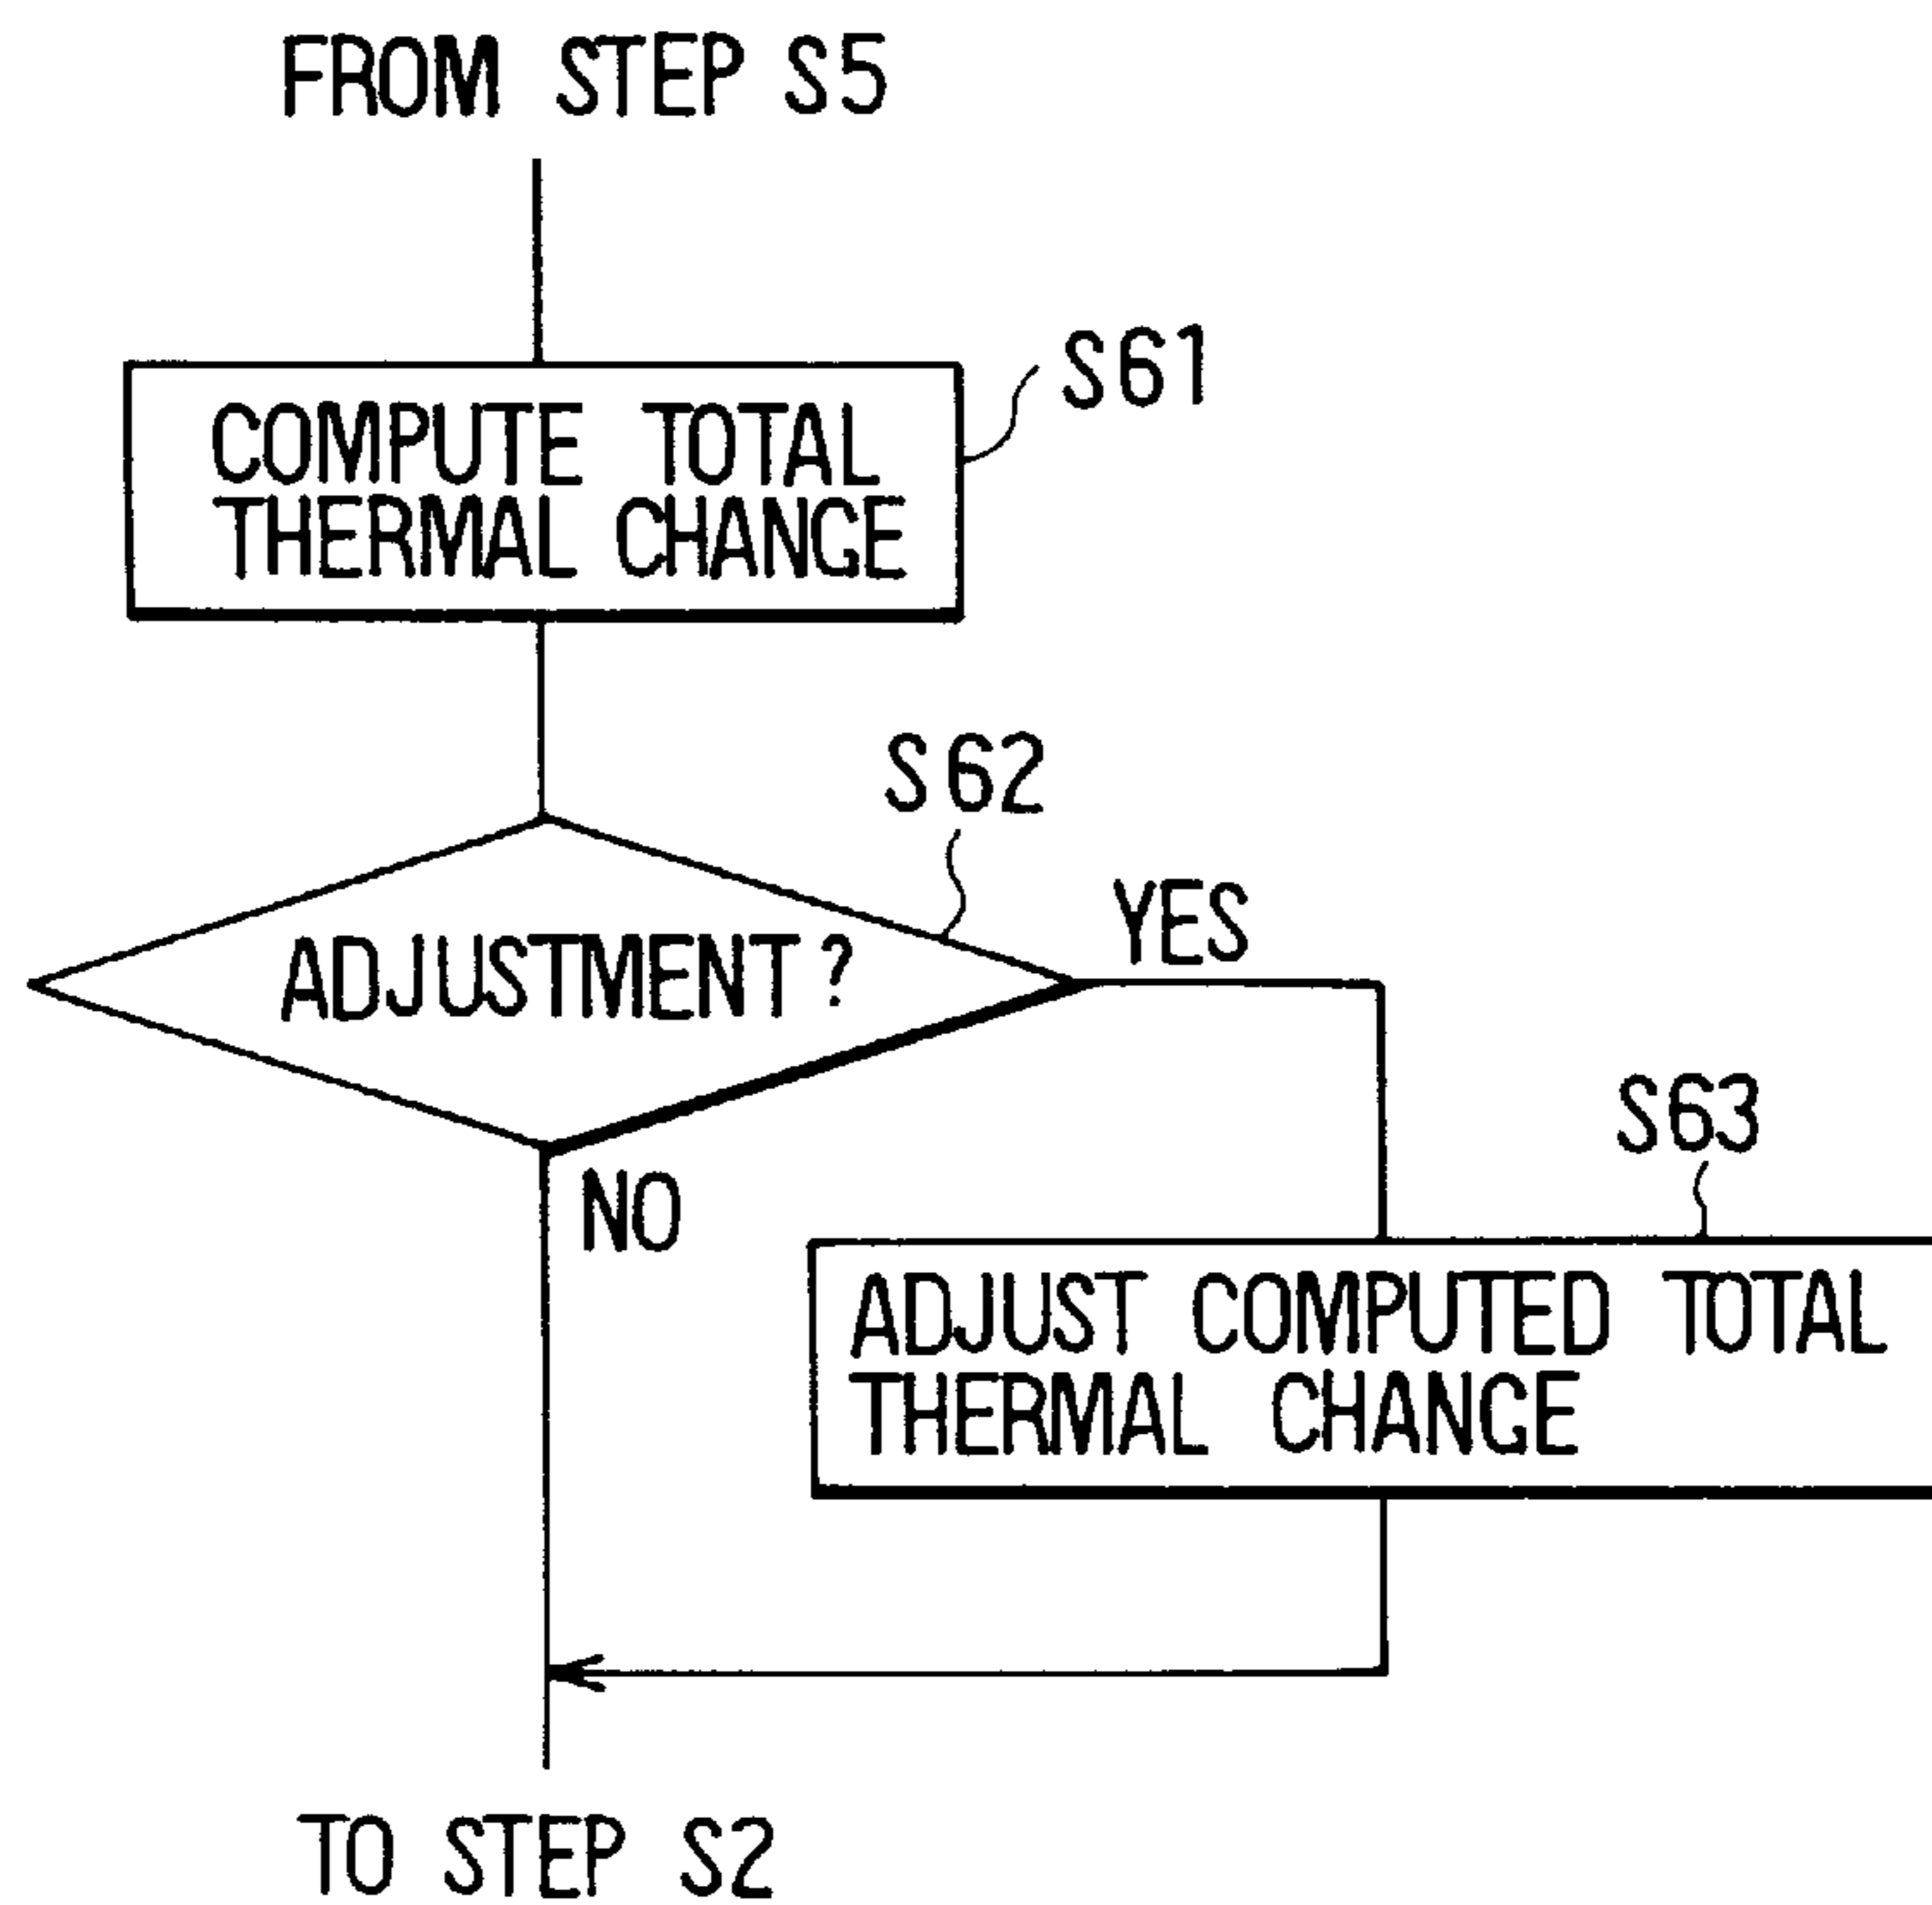 FROM STEP S5
S61
COMPUTE TOTAL
THERMAL CHANGE
S62
YES
ADJUSTMENT?
NO
S63
ADJUST COMPUTED TOTAL
THERMAL CHANGE
TO STEP S2